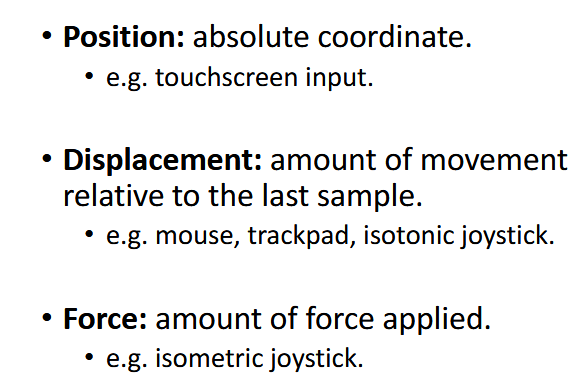 • Position: absolute coordinate.
• e.g. touchscreen input.
• Displacement: amount of movement
relative to the last sample.
• e.g. mouse, trackpad, isotonic joystick.
• Force: amount of force applied.
• e.g. isometric joystick.